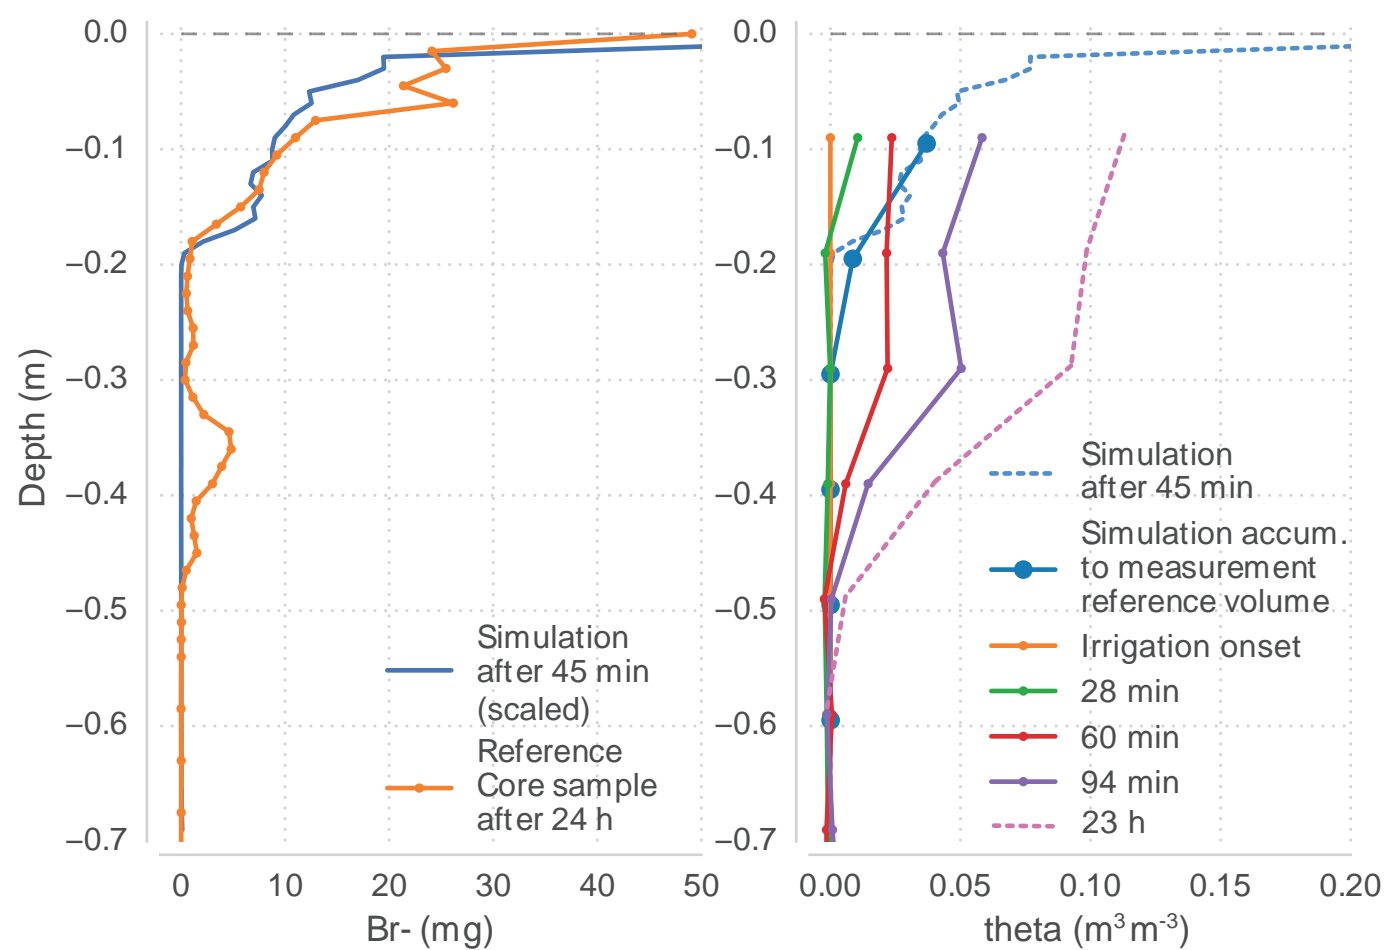 0.0
−0.1
−0.2
−0.3
−0.4
−0.5
−0.6
−0.7
Depth (m)
0 10 20 30 40 50
Br- (mg)
Simulation
after 45 min
(scaled)
Reference
Core sample
after 24 h
0.0
−0.1
−0.2
−0.3
−0.4
−0.5
−0.6
−0.7
0.00 0.05 0.10 0.15 0.20
theta (m³m⁻³)
Simulation
after 45 min
Simulation accum.
to measurement
reference volume
Irrigation onset
28 min
60 min
94 min
23 h